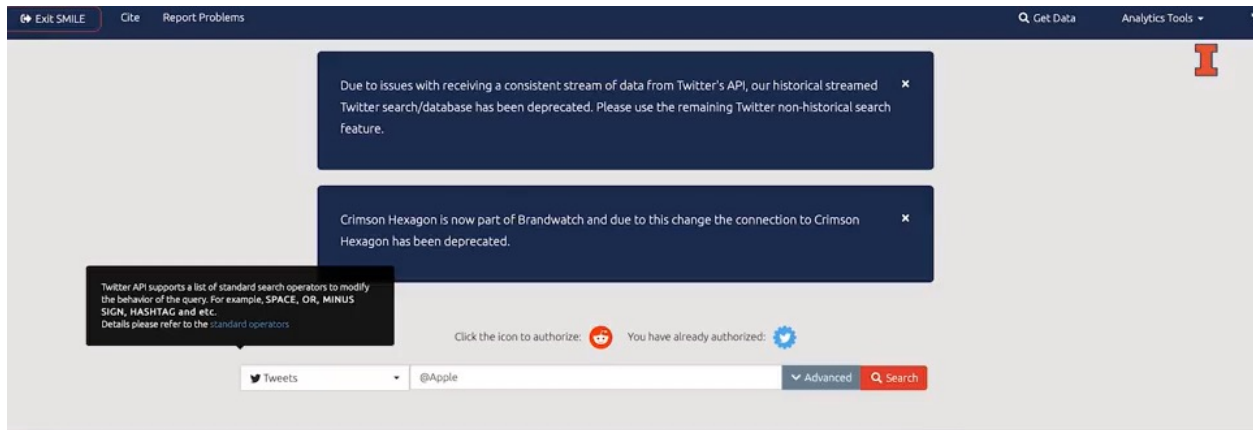 Exit SMILE
Cite
Report Problems
Get Data
Analytics Tools
Due to issues with receiving a consistent stream of data from Twitter's API, our historical streamed
Twitter search/database has been deprecated. Please use the remaining Twitter non-historical search
feature.
Crimson Hexagon is now part of Brandwatch and due to this change the connection to Crimson
Hexagon has been deprecated.
Twitter API supports a list of standard search operators to modify
the behavior of the query. For example, SPACE, OR, MINUS
SIGN, HASHTAG and etc.
Details please refer to the standard operators
Click the icon to authorize:
You have already authorized:
Tweets
@Apple
Advanced
Search